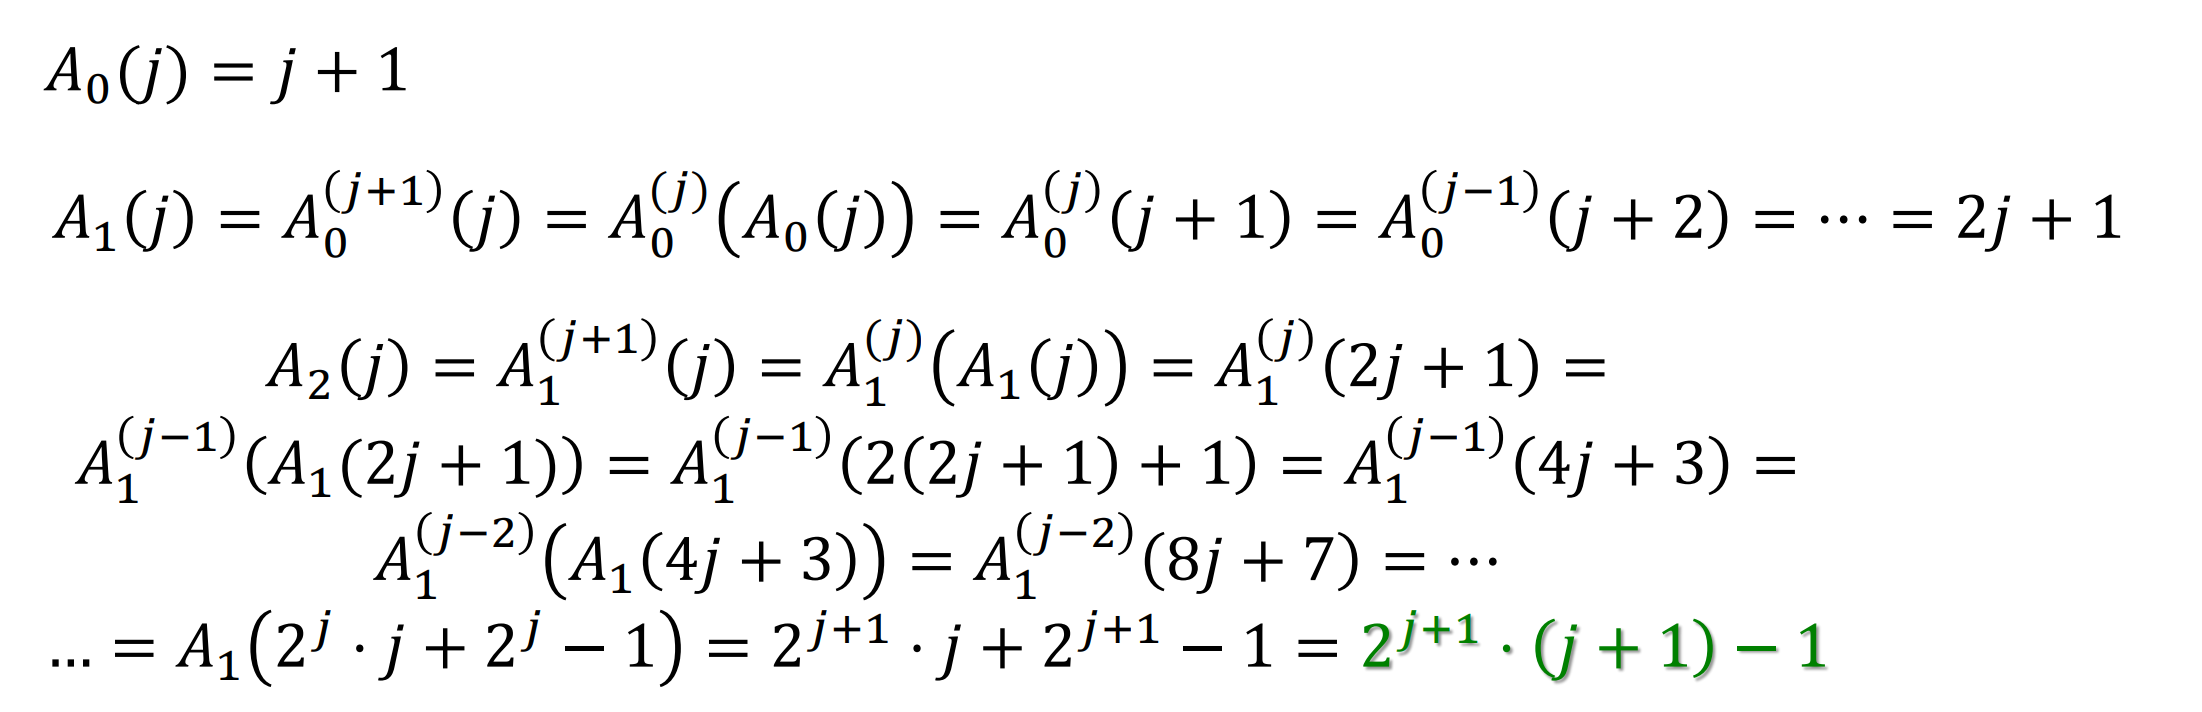 A₀(j) = j + 1
A₁(j) = A₀^(j+1)(j) = A₀^(j)(A₀(j)) = A₀^(j)(j + 1) = A₀^(j−1)(j + 2) = ⋯ = 2j + 1
A₂(j) = A₁^(j+1)(j) = A₁^(j)(A₁(j)) = A₁^(j)(2j + 1) =
A₁^(j−1)(A₁(2j + 1)) = A₁^(j−1)(2(2j + 1) + 1) = A₁^(j−1)(4j + 3) =
A₁^(j−2)(A₁(4j + 3)) = A₁^(j−2)(8j + 7) = ⋯
... = A₁(2^j · j + 2^j − 1) = 2^(j+1) · j + 2^(j+1) − 1 = 2^(j+1) · (j + 1) − 1